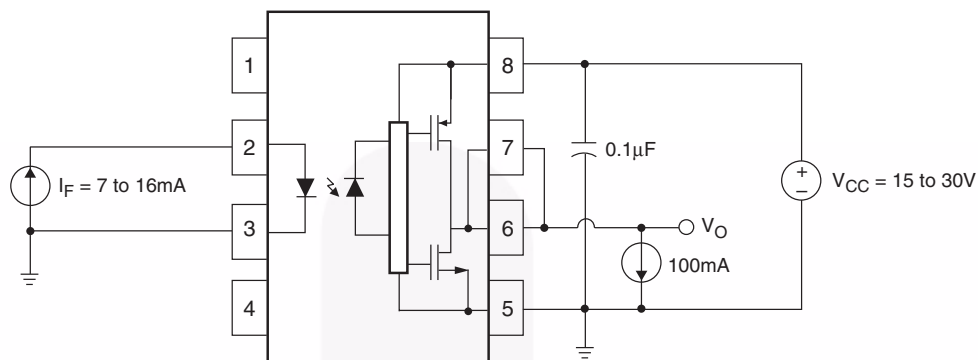 1
8
2
7
0.1μF
I_F = 7 to 16mA
+
–
V_CC = 15 to 30V
3
6
V_O
100mA
4
5